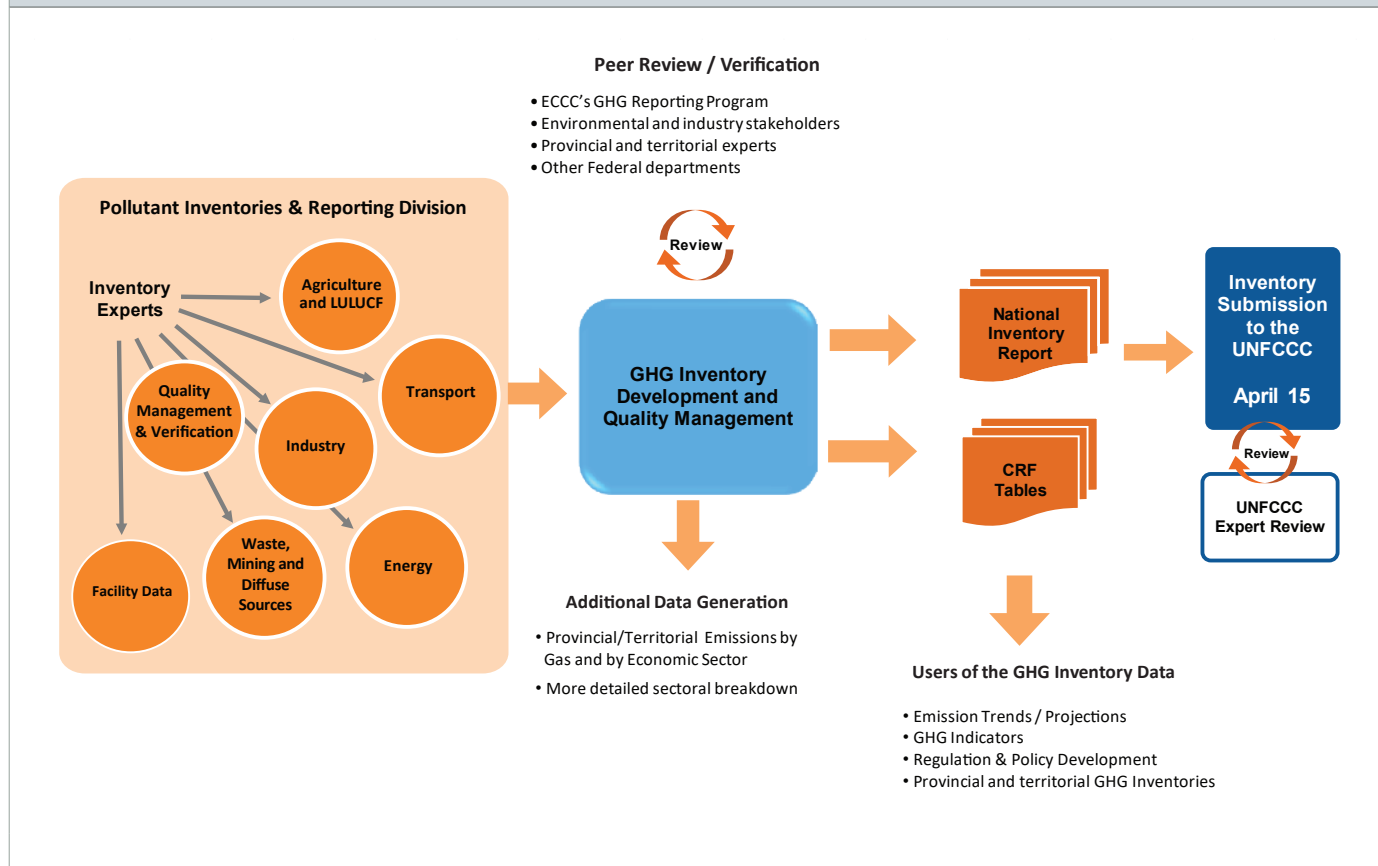 Peer Review / Verification
• ECCC's GHG Reporting Program
• Environmental and industry stakeholders
• Provincial and territorial experts
• Other Federal departments
Pollutant Inventories & Reporting Division
Inventory
Experts
Agriculture
and LULUCF
Transport
Quality
Management
& Verification
Industry
Facility Data
Waste,
Mining and
Diffuse
Sources
Energy
Review
GHG Inventory
Development and
Quality Management
Additional Data Generation
• Provincial/Territorial Emissions by
Gas and by Economic Sector
• More detailed sectoral breakdown
National
Inventory
Report
CRF
Tables
Inventory
Submission
to the
UNFCCC
April 15
Review
UNFCCC
Expert Review
Users of the GHG Inventory Data
• Emission Trends / Projections
• GHG Indicators
• Regulation & Policy Development
• Provincial and territorial GHG Inventories